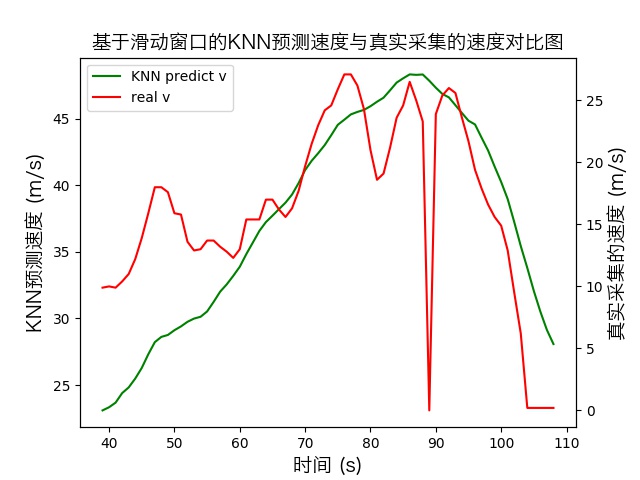 基于滑动窗口的KNN预测速度与真实采集的速度对比图
KNN predict v
real v
KNN预测速度 (m/s)
45
40
35
30
25
真实采集的速度 (m/s)
25
20
15
10
5
0
40 50 60 70 80 90 100 110
时间 (s)